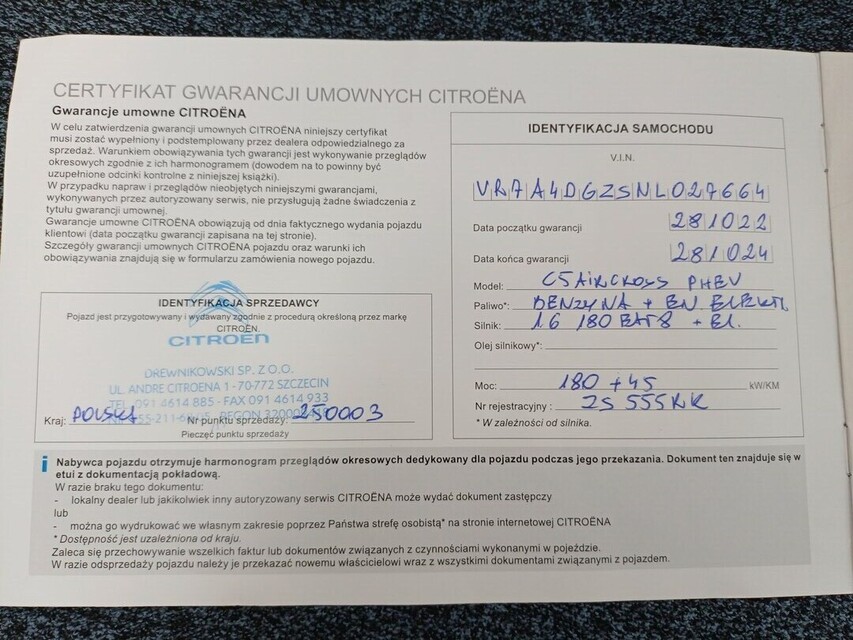 CERTYFIKAT GWARANCJI UMOWNYCH CITROËNA
Gwarancje umowne CITROËNA
W celu zatwierdzenia gwarancji umownych CITROËNA niniejszy certyfikat
musi zostać wypełniony i podstemplowany przez dealera odpowiedzialnego za
sprzedaż. Warunkiem obowiązywania tych gwarancji jest wykonywanie przeglądów
okresowych zgodnie z ich harmonogramem (dowodem na to powinny być
uzupełnione odcinki kontrolne z niniejszej książki).
W przypadku napraw i przeglądów nieobjętych niniejszymi gwarancjami,
wykonywanych przez autoryzowany serwis, nie przysługują żadne świadczenia z
tytułu gwarancji umownej.
Gwarancje umowne CITROËNA obowiązują od dnia faktycznego wydania pojazdu
klientowi (data początku gwarancji zapisana na tej stronie).
Szczegóły gwarancji umownych CITROËNA pojazdu oraz warunki ich
obowiązywania znajdują się w formularzu zamówienia nowego pojazdu.
IDENTYFIKACJA SPRZEDAWCY
Pojazd jest przygotowywany i wydawany zgodnie z procedurą określoną przez markę
CITROËN.
CITROËN
DREWNIKOWSKI SP. Z O.O.
UL. ANDRE CITROENA 1 - 70-772 SZCZECIN
TEL. 091 4614 885 - FAX 091 4614 933
REGON
Kraj: POLSKA Nr punktu sprzedaży: 250003
Pieczęć punktu sprzedaży
IDENTYFIKACJA SAMOCHODU
V.I.N.
VR7A4DGZSNL027664
Data początku gwarancji 281022
Data końca gwarancji 281024
Model: C5 AIRCROSS PHEV
Paliwo*: BENZYNA + EN ELEKTR.
Silnik: 1.6 180 EAT8 + El.
Olej silnikowy*:
Moc: 180 + 45 kW/KM
Nr rejestracyjny : ZS 555RK
* W zależności od silnika.
i Nabywca pojazdu otrzymuje harmonogram przeglądów okresowych dedykowany dla pojazdu podczas jego przekazania. Dokument ten znajduje się w
etui z dokumentacją pokładową.
W razie braku tego dokumentu:
- lokalny dealer lub jakikolwiek inny autoryzowany serwis CITROËNA może wydać dokument zastępczy
lub
- można go wydrukować we własnym zakresie poprzez Państwa strefę osobistą* na stronie internetowej CITROËNA
* Dostępność jest uzależniona od kraju.
Zaleca się przechowywanie wszelkich faktur lub dokumentów związanych z czynnościami wykonanymi w pojeździe.
W razie odsprzedaży pojazdu należy je przekazać nowemu właścicielowi wraz z wszystkimi dokumentami związanymi z pojazdem.